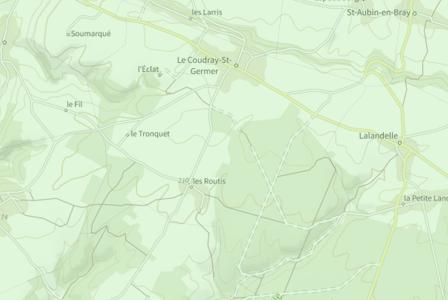 les Larris
St-Aubin-en-Bray
Soumarqué
Le Coudray-St-
Germer
l'Éclat
le Fil
le Tronquet
Lalandelle
les Routis
la Petite Land